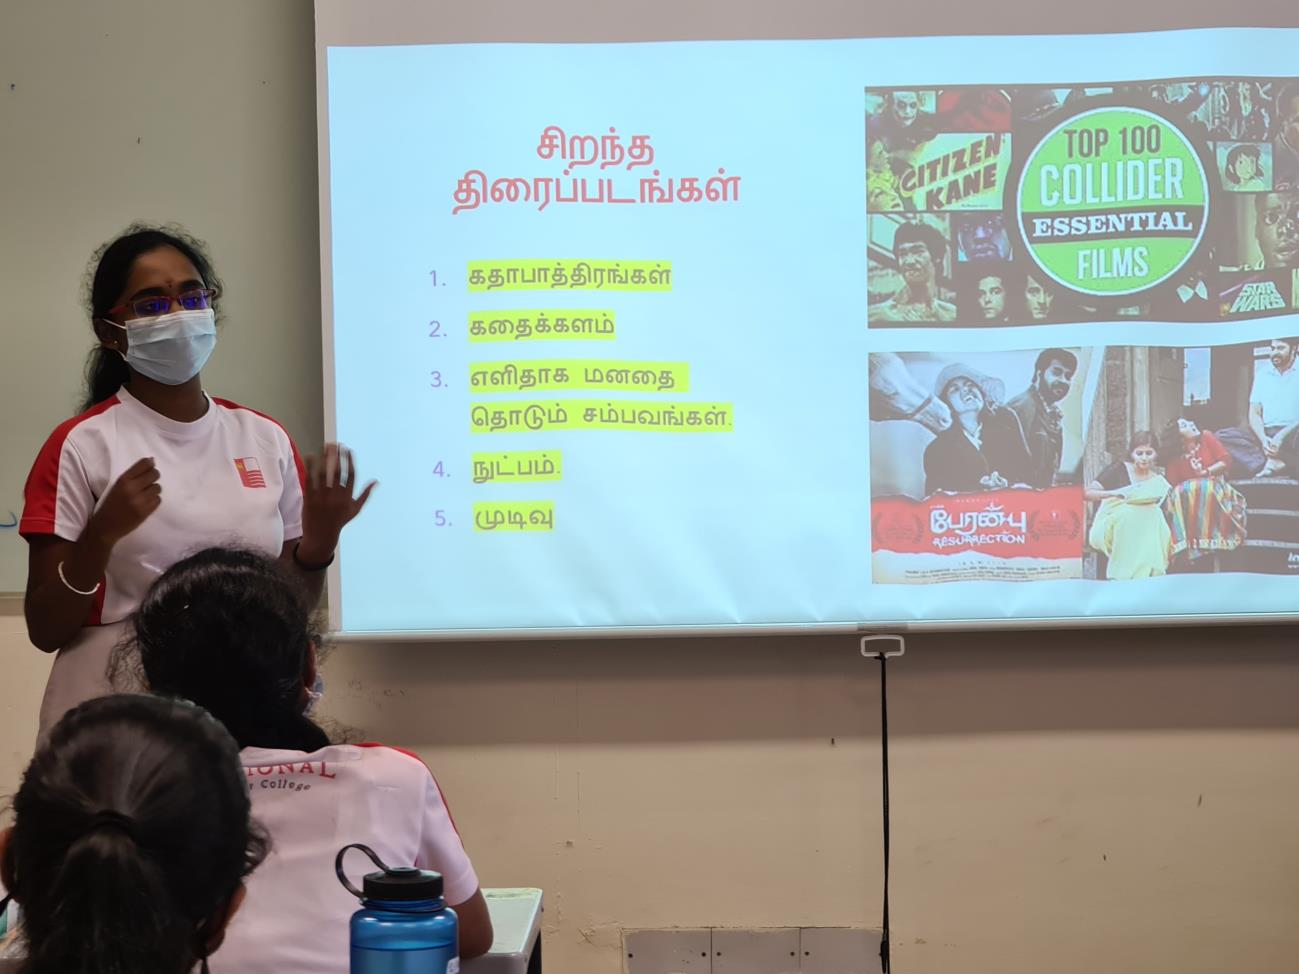 சிறந்த
திரைப்படங்கள்
1. கதாபாத்திரங்கள்
2. கதைக்களம்
3. எளிதாக மனதை
தொடும் சம்பவங்கள்.
4. நுட்பம்.
5. முடிவு
TOP 100
COLLIDER
ESSENTIAL
FILMS
CITIZEN
KANE
STAR
WARS
பேரன்பு
RESURRECTION
IONAL
r College